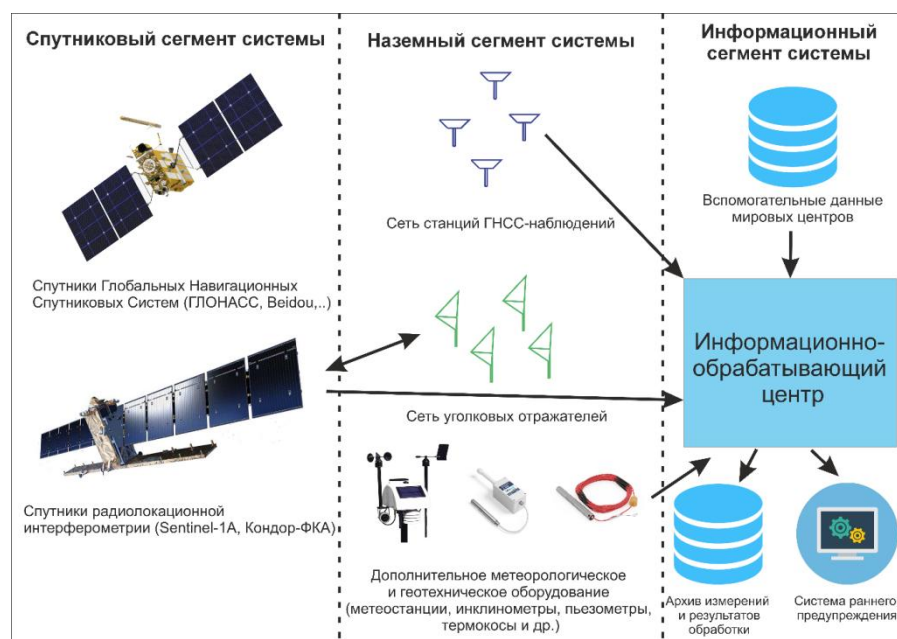 Спутниковый сегмент системы
Спутники Глобальных Навигационных
Спутниковых Систем (ГЛОНАСС, Beidou,..)
Спутники радиолокационной
интерферометрии (Sentinel-1A, Кондор-ФКА)
Наземный сегмент системы
Сеть станций ГНСС-наблюдений
Сеть уголковых отражателей
Дополнительное метеорологическое
и геотехническое оборудование
(метеостанции, инклинометры, пьезометры,
термокосы и др.)
Информационный
сегмент системы
Вспомогательные данные
мировых центров
Информационно-
обрабатывающий
центр
Архив измерений
и результатов
обработки
Система раннего
предупреждения